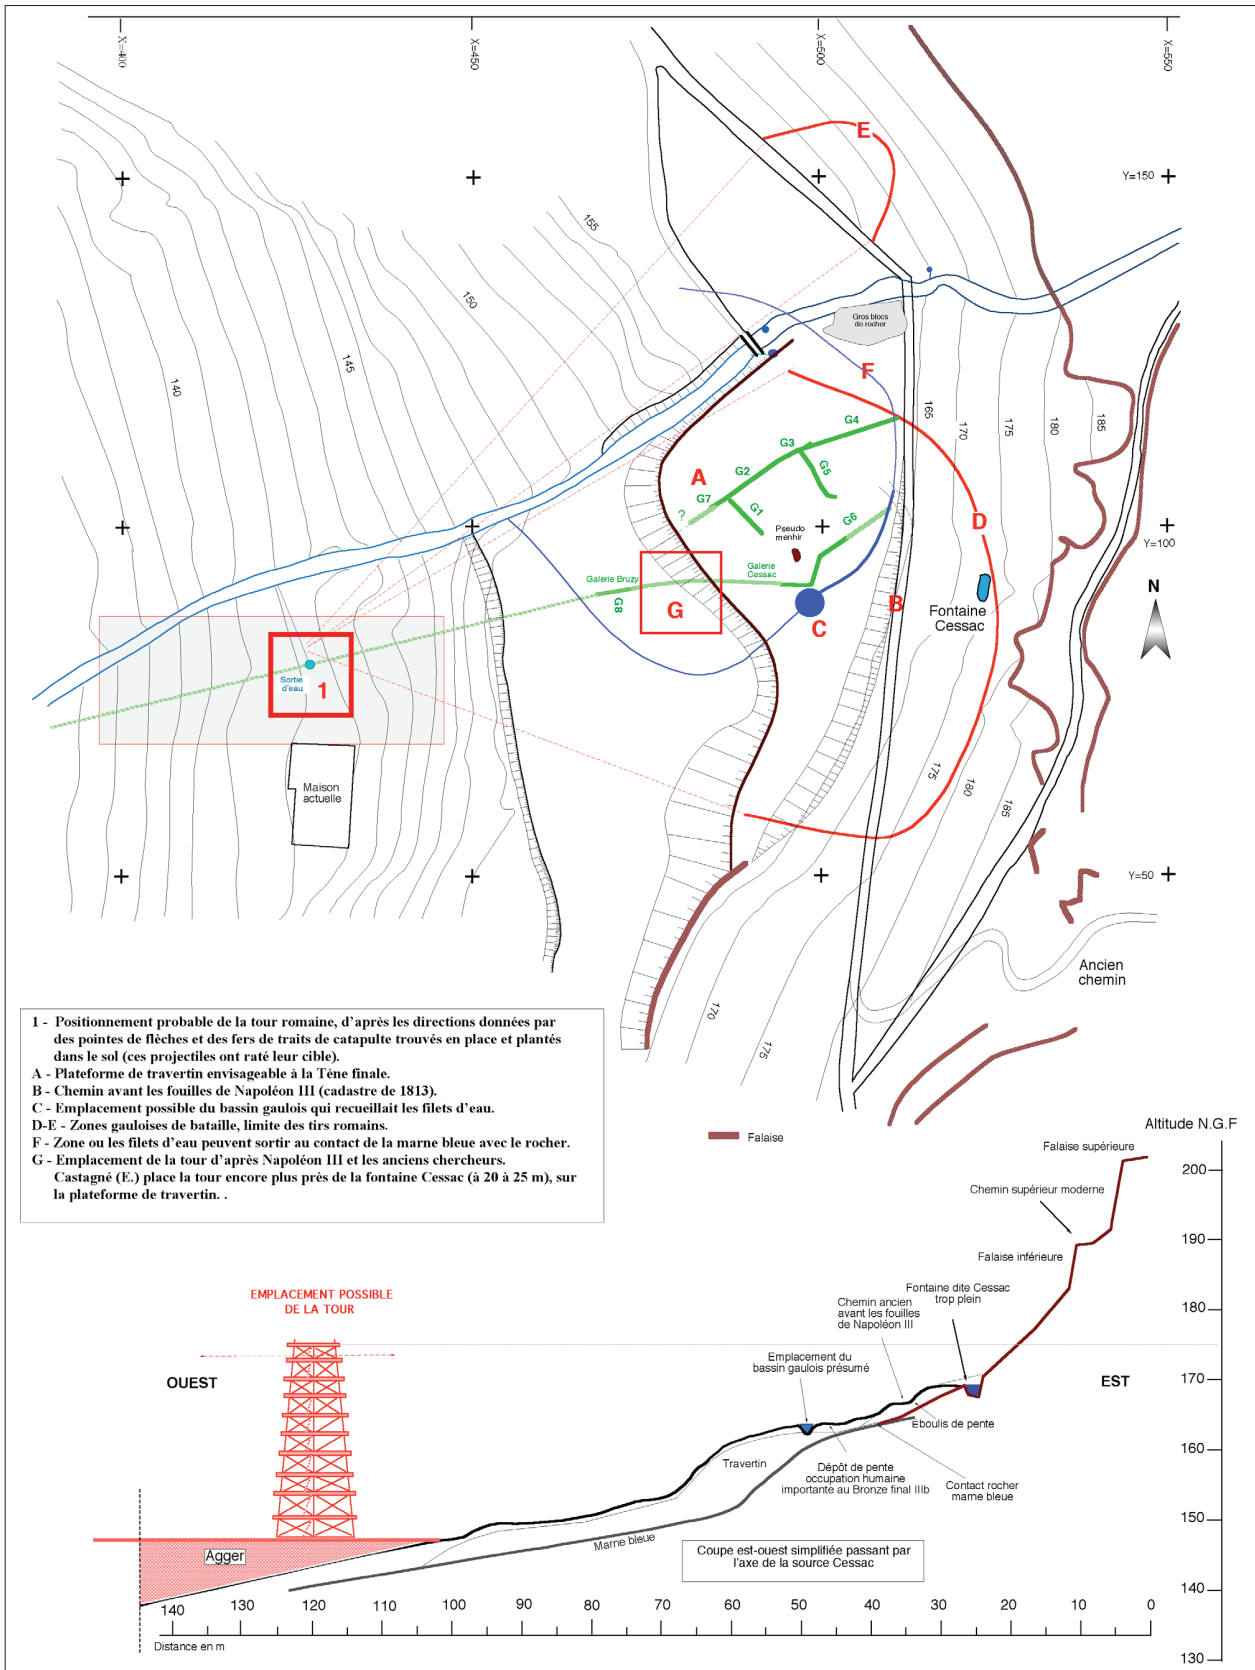 X=400
X=450
X=500
X=550
E
Y=150
155
150
145
140
Gros blocs
de rocher
F
165
170
175
180
185
G4
G3
G5
G2
A
G7
G1
?
G6
D
Pseudo
menhir
Y=100
Galerie Bruzy
Galerie
Cessac
G8
G
B
C
Fontaine
Cessac
N
Sortie
d'eau
1
Maison
actuelle
175
180
185
Y=50
Ancien
chemin
170
175
1 - Positionnement probable de la tour romaine, d'après les directions données par
des pointes de flèches et des fers de traits de catapulte trouvés en place et plantés
dans le sol (ces projectiles ont raté leur cible).
A - Plateforme de travertin envisageable à la Tène finale.
B - Chemin avant les fouilles de Napoléon III (cadastre de 1813).
C - Emplacement possible du bassin gaulois qui recueillait les filets d'eau.
D-E - Zones gauloises de bataille, limite des tirs romains.
F - Zone ou les filets d'eau peuvent sortir au contact de la marne bleue avec le rocher.
G - Emplacement de la tour d'après Napoléon III et les anciens chercheurs.
Castagné (E.) place la tour encore plus près de la fontaine Cessac (à 20 à 25 m), sur
la plateforme de travertin. .
Falaise
Altitude N.G.F
Falaise supérieure
200
Chemin supérieur moderne
190
Falaise inférieure
Fontaine dite Cessac
trop plein
EMPLACEMENT POSSIBLE
DE LA TOUR
Chemin ancien
avant les fouilles
de Napoléon III
180
Emplacement du
bassin gaulois présumé
OUEST
EST
170
Eboulis de pente
160
Travertin
Dépôt de pente
occupation humaine
importante au Bronze final IIIb
Contact rocher
marne bleue
150
Marne bleue
Agger
Coupe est-ouest simplifiée passant par
l'axe de la source Cessac
140
140 130 120 110 100 90 80 70 60 50 40 30 20 10 0
Distance en m
130